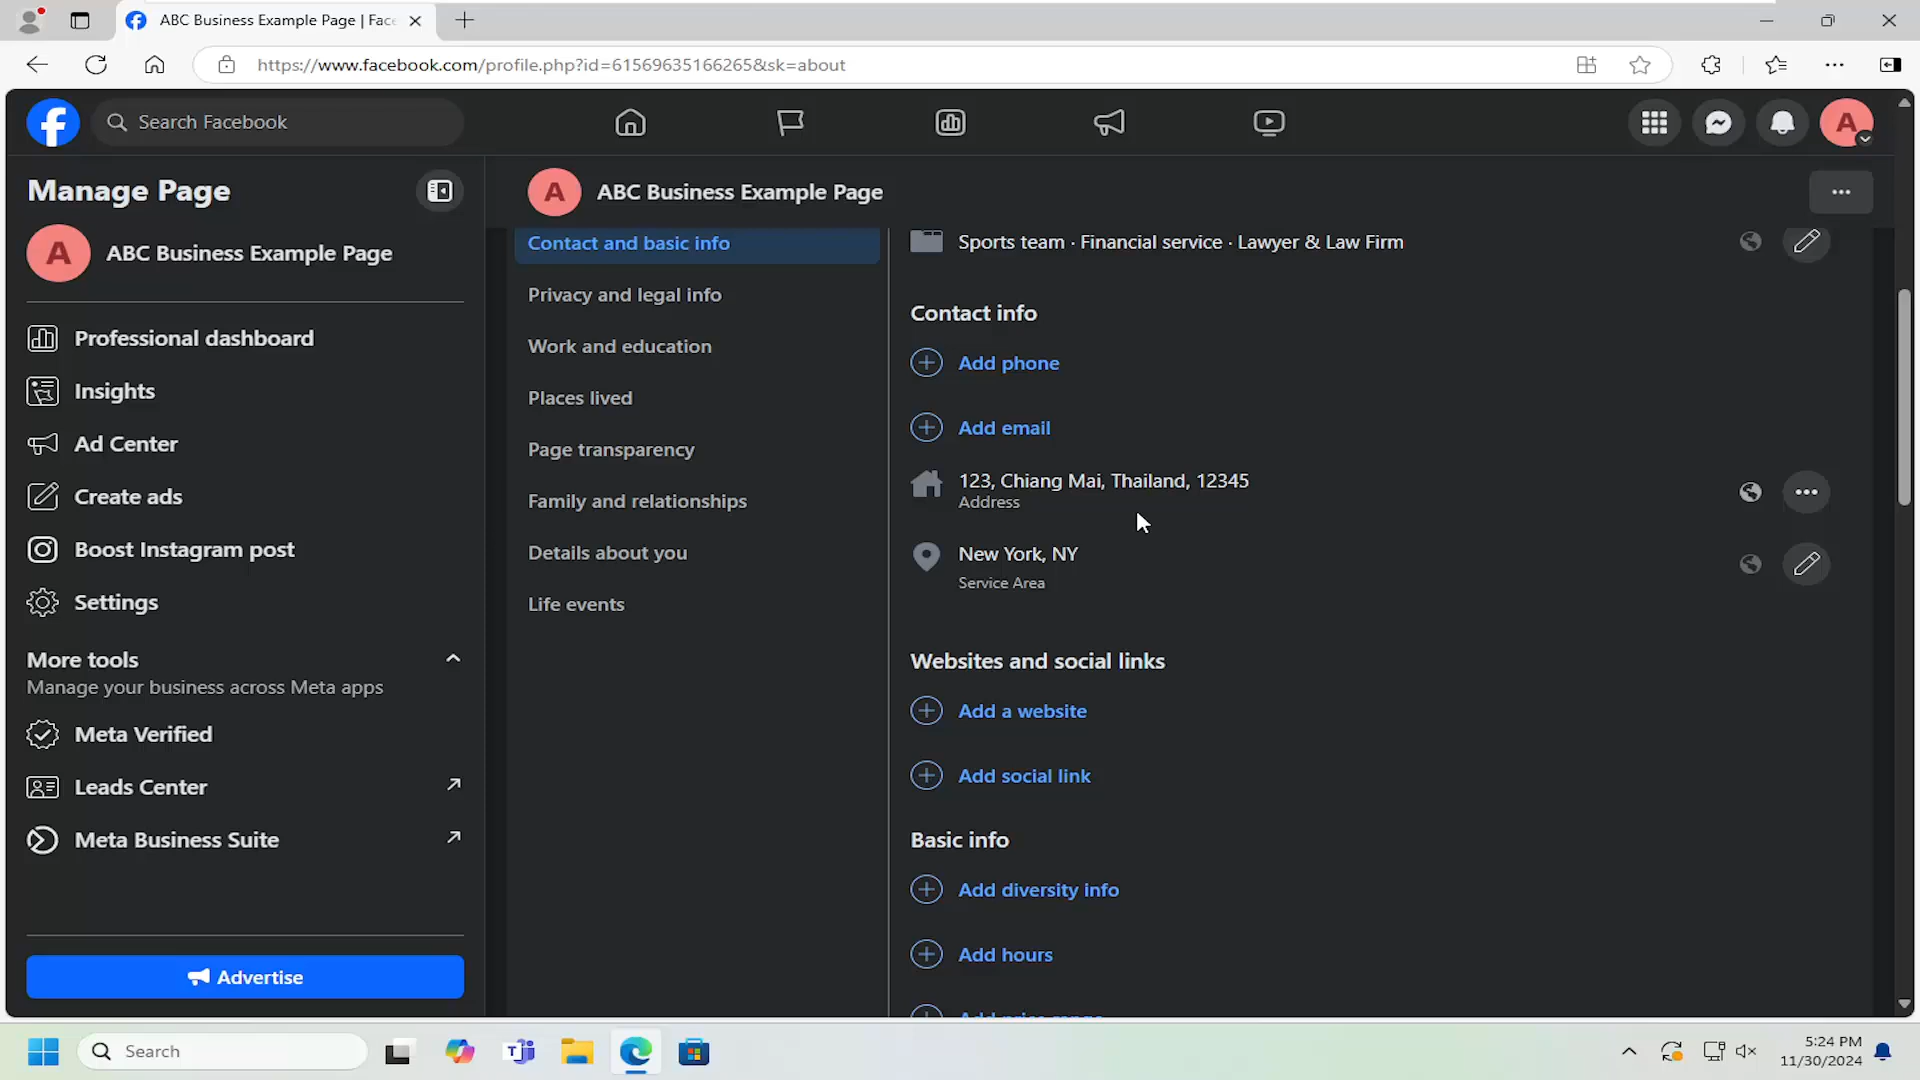 ABC Business Example Page | Face
https://www.facebook.com/profile.php?id=61569635166265&sk=about
Search Facebook
A
Manage Page
A
ABC Business Example Page
A
ABC Business Example Page
Professional dashboard
Insights
Ad Center
Create ads
Boost Instagram post
Settings
More tools
Manage your business across Meta apps
Meta Verified
Leads Center
Meta Business Suite
Advertise
Contact and basic info
Privacy and legal info
Work and education
Places lived
Page transparency
Family and relationships
Details about you
Life events
Sports team · Financial service · Lawyer & Law Firm
Contact info
Add phone
Add email
123, Chiang Mai, Thailand, 12345
Address
New York, NY
Service Area
Websites and social links
Add a website
Add social link
Basic info
Add diversity info
Add hours
Add price range
Search
5:24 PM
11/30/2024